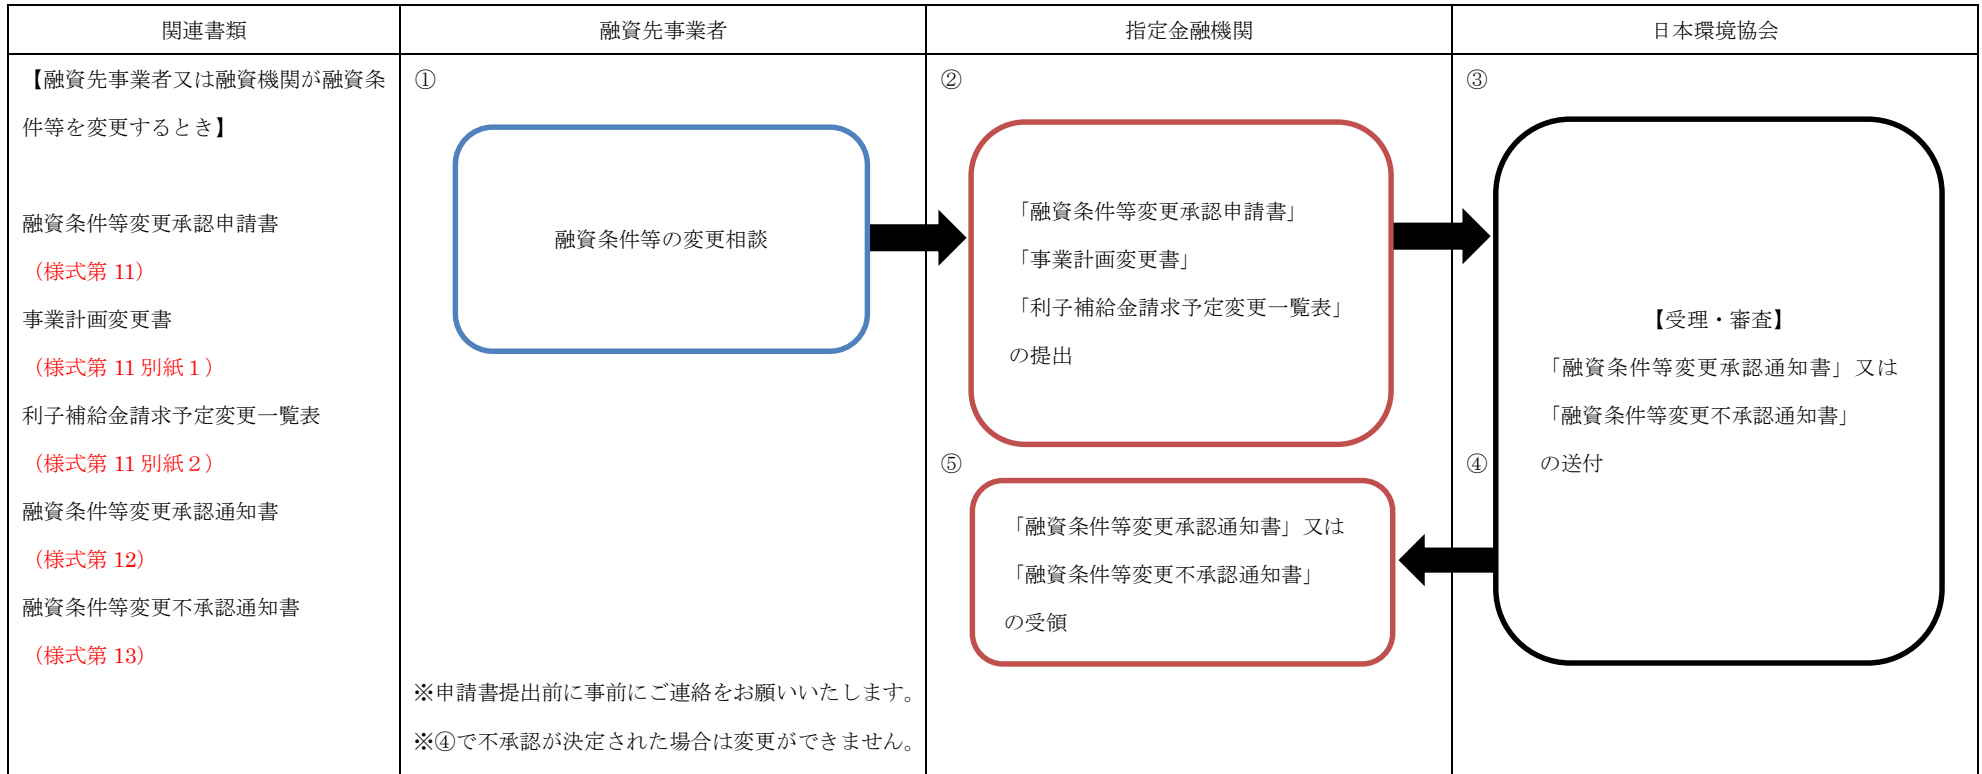 関連書類
融資先事業者
指定金融機関
日本環境協会
【融資先事業者又は融資機関が融資条
件等を変更するとき】
融資条件等変更承認申請書
（様式第 11）
事業計画変更書
（様式第 11 別紙１）
利子補給金請求予定変更一覧表
（様式第 11 別紙２）
融資条件等変更承認通知書
（様式第 12）
融資条件等変更不承認通知書
（様式第 13）
①
融資条件等の変更相談
※申請書提出前に事前にご連絡をお願いいたします。
※④で不承認が決定された場合は変更ができません。
②
「融資条件等変更承認申請書」
「事業計画変更書」
「利子補給金請求予定変更一覧表」
の提出
⑤
「融資条件等変更承認通知書」又は
「融資条件等変更不承認通知書」
の受領
③
【受理・審査】
「融資条件等変更承認通知書」又は
「融資条件等変更不承認通知書」
の送付
④